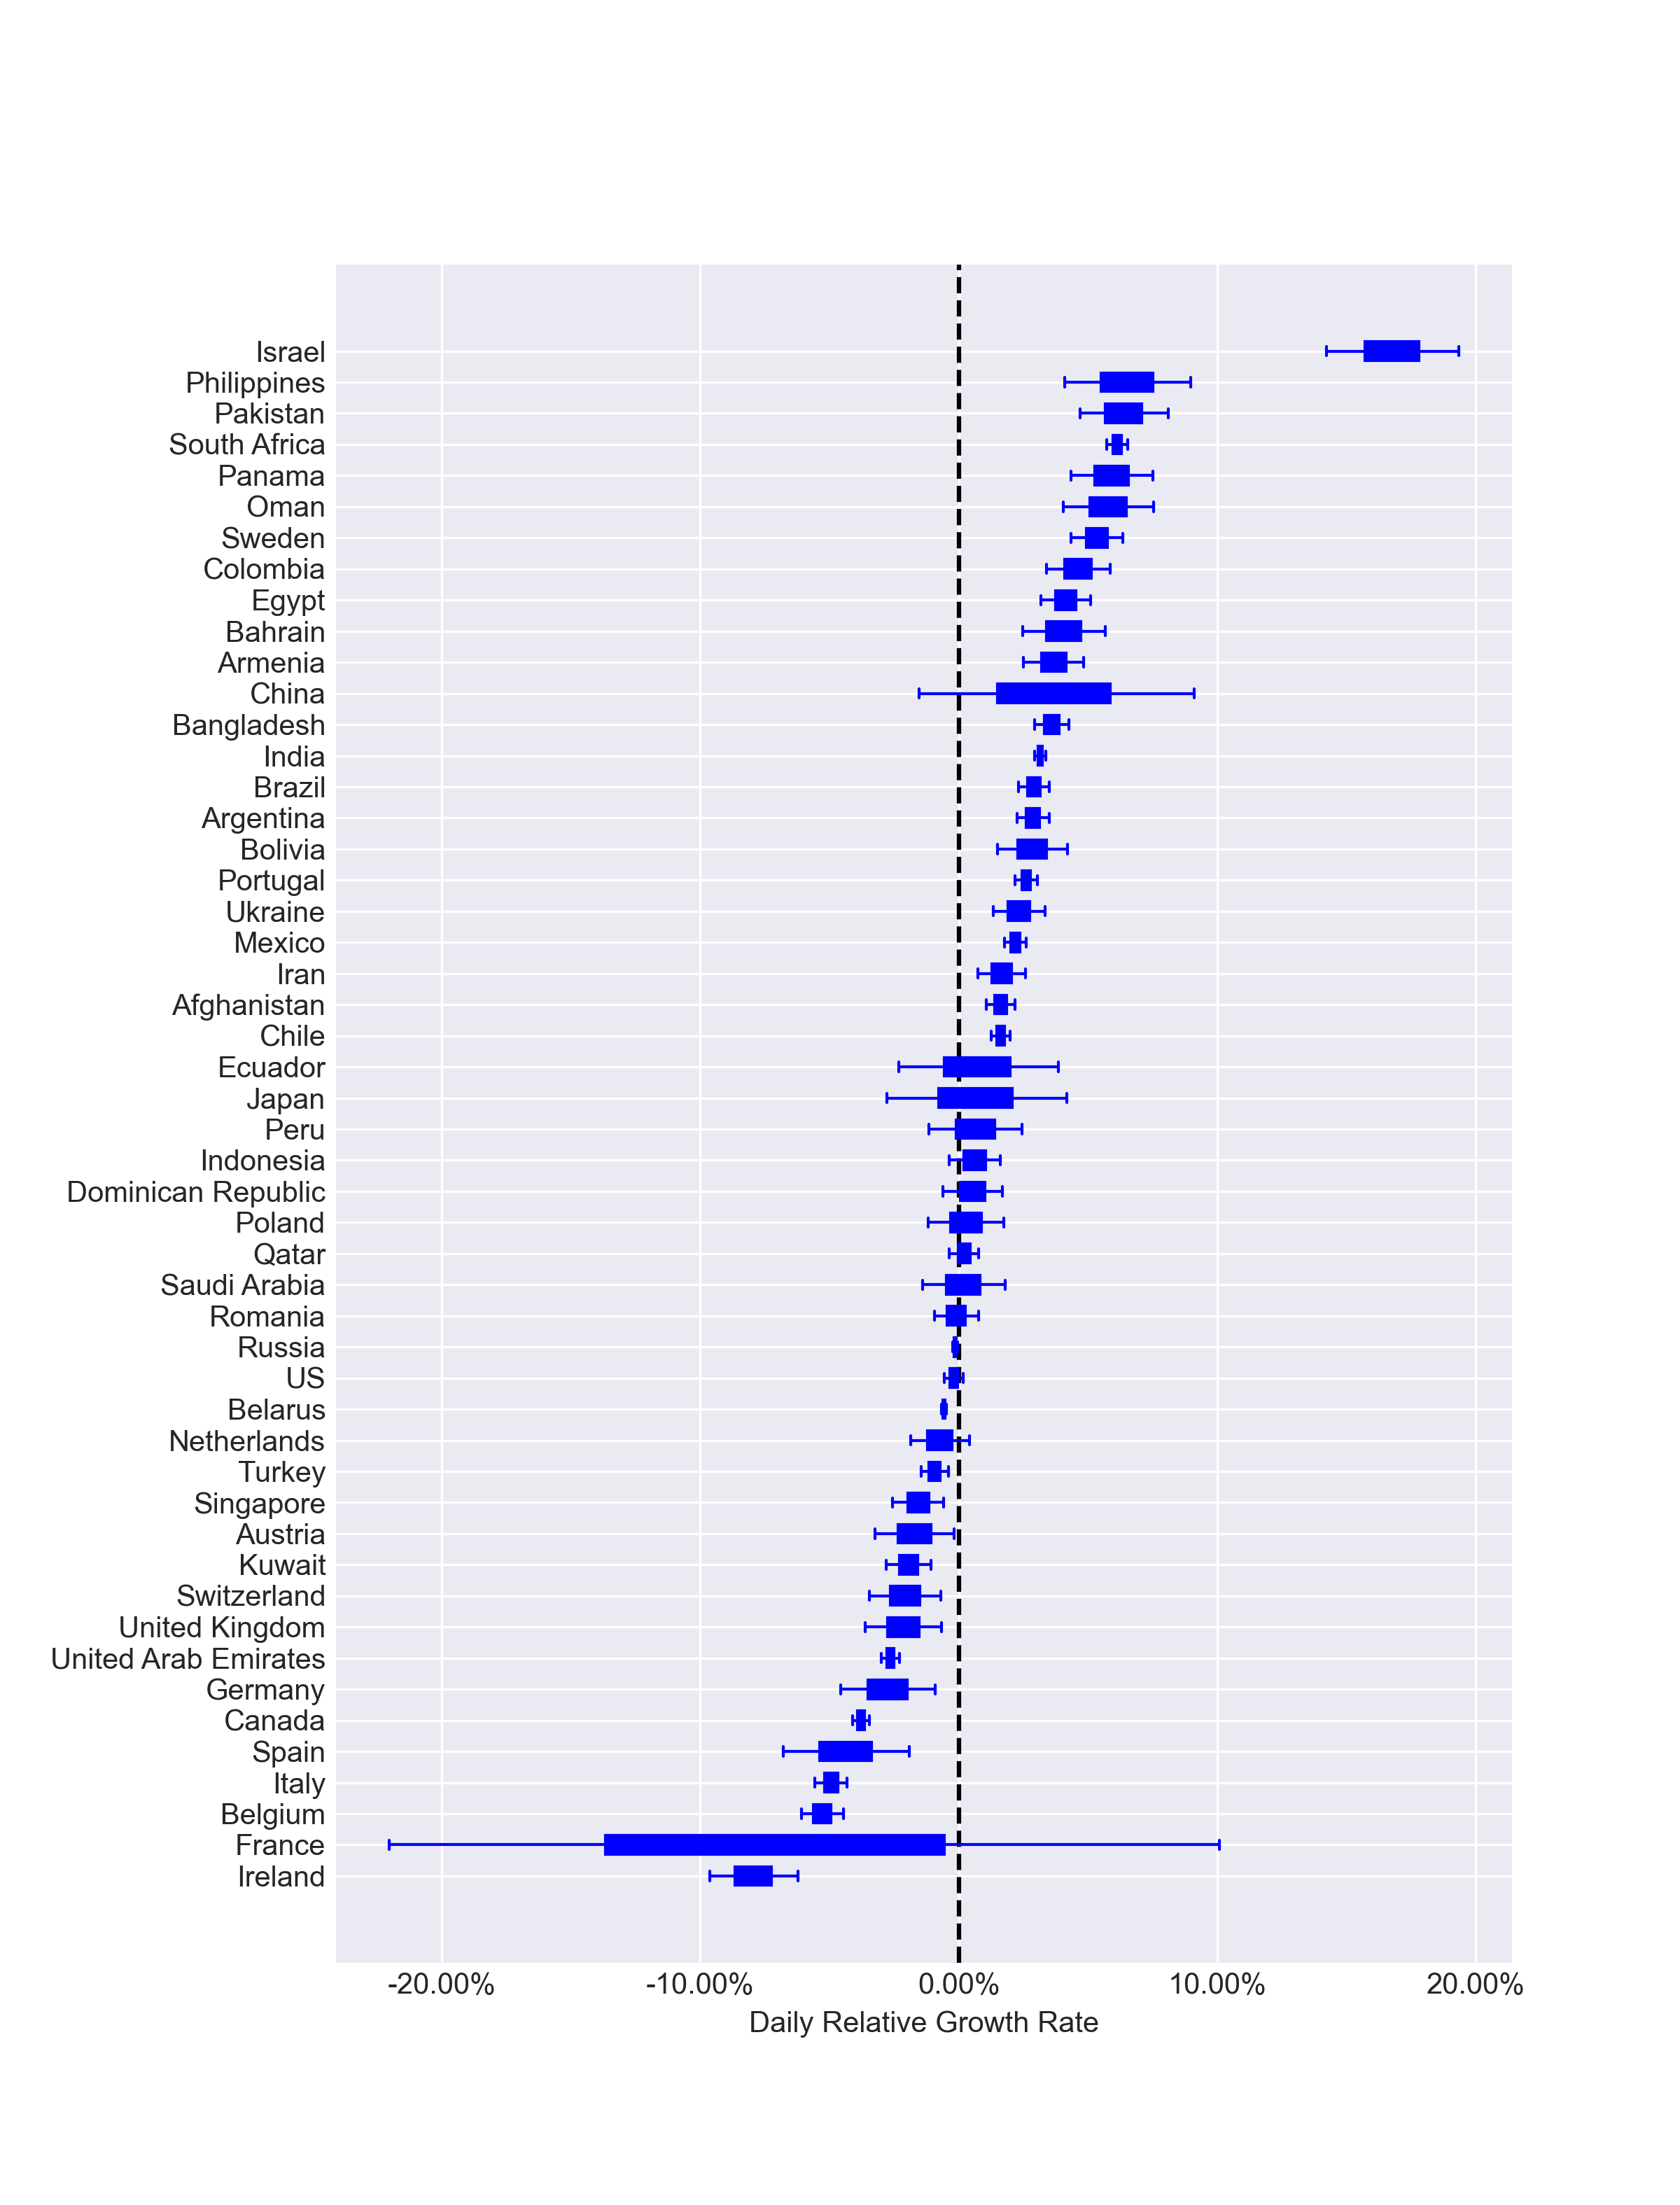 Israel
Philippines
Pakistan
South Africa
Panama
Oman
Sweden
Colombia
Egypt
Bahrain
Armenia
China
Bangladesh
India
Brazil
Argentina
Bolivia
Portugal
Ukraine
Mexico
Iran
Afghanistan
Chile
Ecuador
Japan
Peru
Indonesia
Dominican Republic
Poland
Qatar
Saudi Arabia
Romania
Russia
US
Belarus
Netherlands
Turkey
Singapore
Austria
Kuwait
Switzerland
United Kingdom
United Arab Emirates
Germany
Canada
Spain
Italy
Belgium
France
Ireland
-20.00% -10.00% 0.00% 10.00% 20.00%
Daily Relative Growth Rate